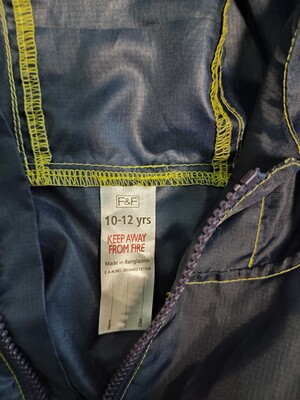 F&F
10-12 yrs
KEEP AWAY
FROM FIRE
Made in Bangladesh